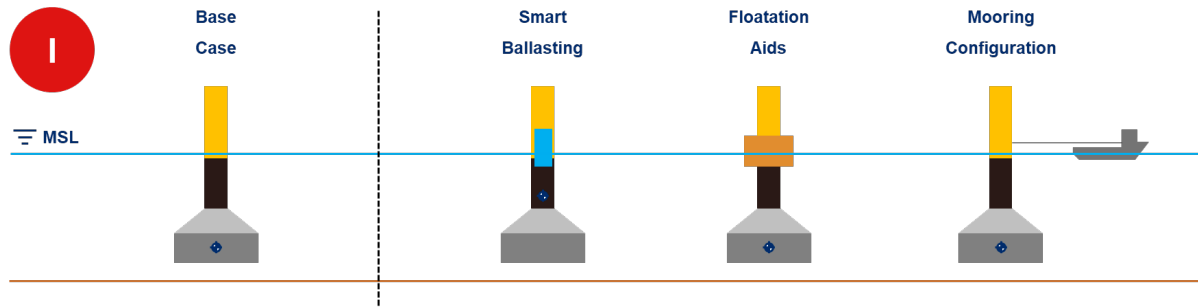 I
Base
Case
Smart
Ballasting
Floatation
Aids
Mooring
Configuration
MSL